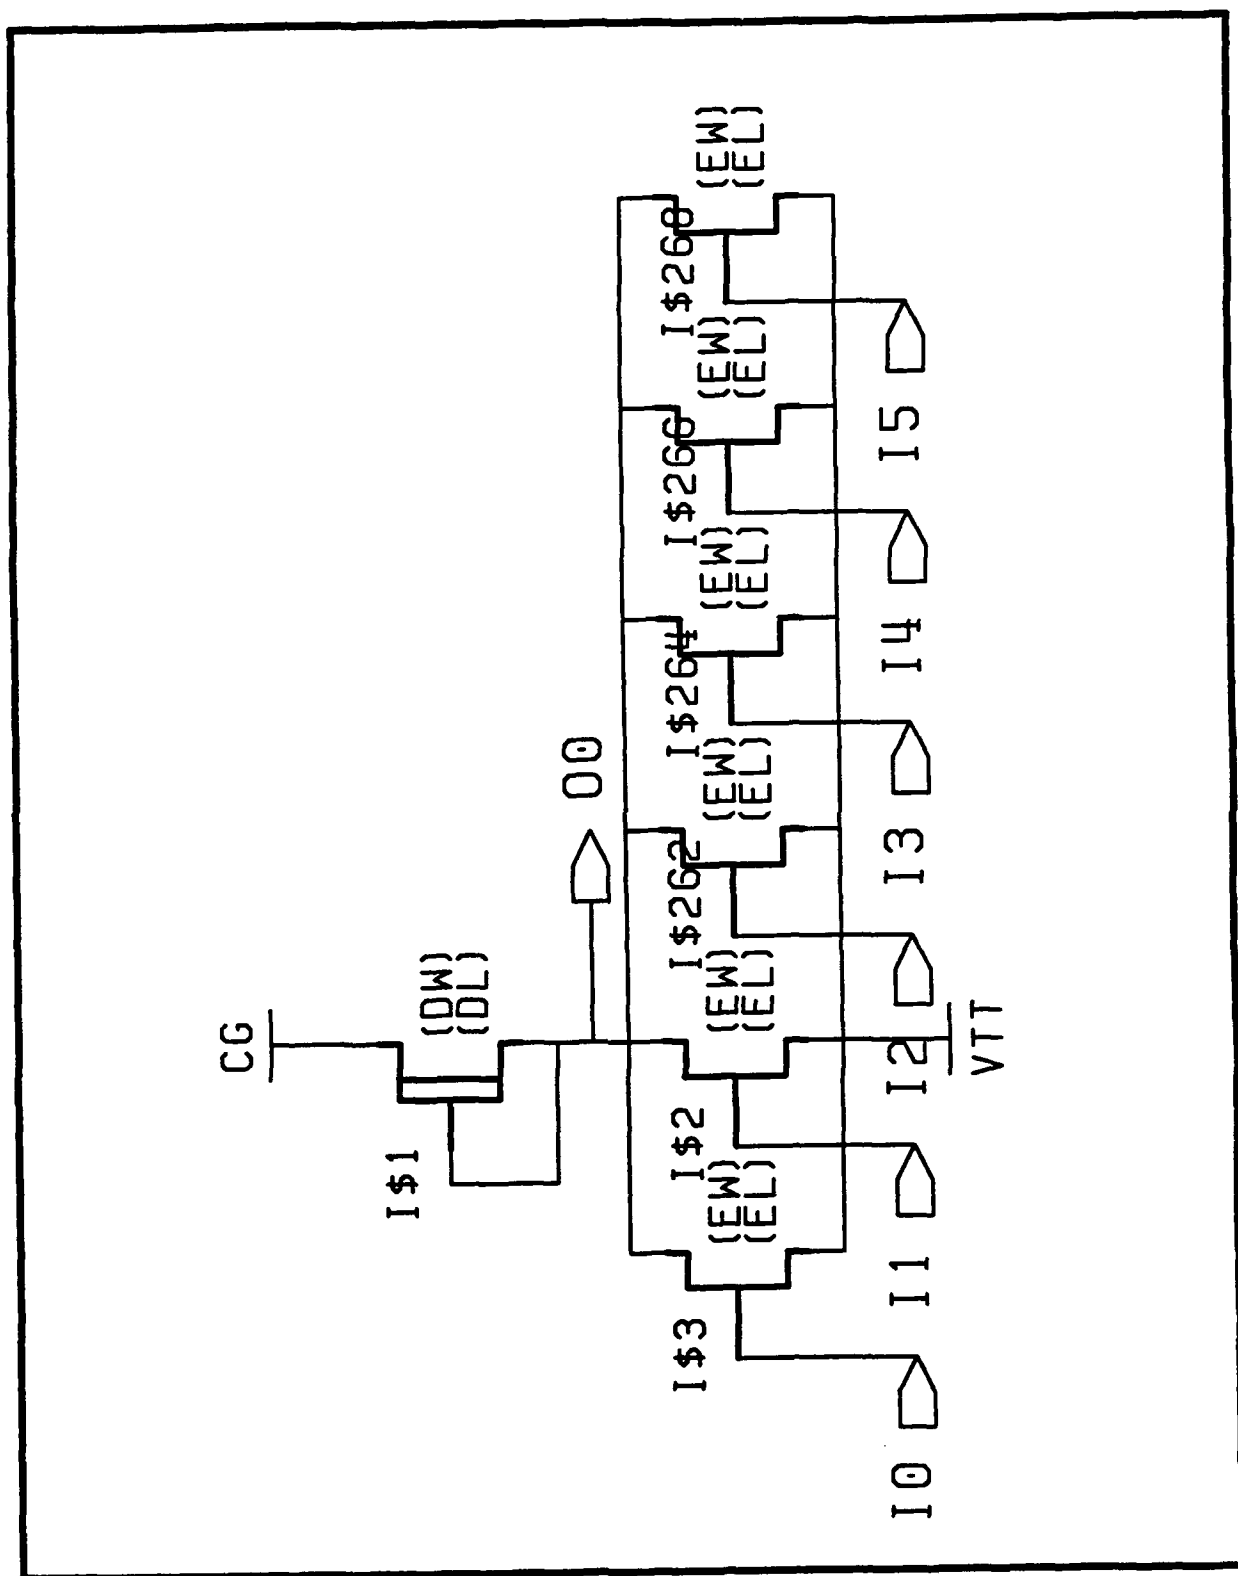 CG
I$1
(DW)
(DL)
O0
I$3
(EW)
(EL)
I$2
(EW)
(EL)
I$262
(EW)
(EL)
I$264
(EW)
(EL)
I$266
(EW)
(EL)
I$268
(EW)
(EL)
I0
I1
I2
I3
I4
I5
VTT